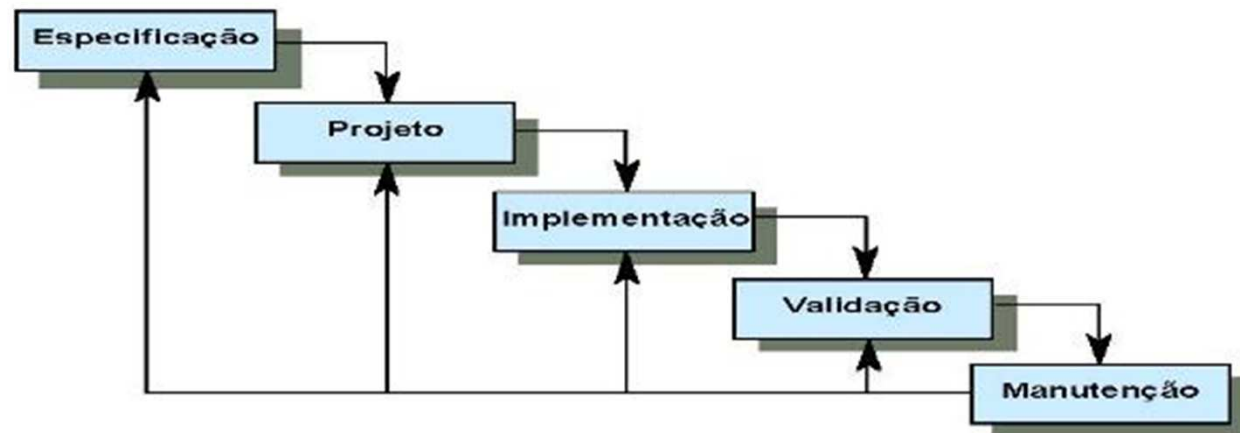 Especificação
Projeto
Implementação
Validação
Manutenção